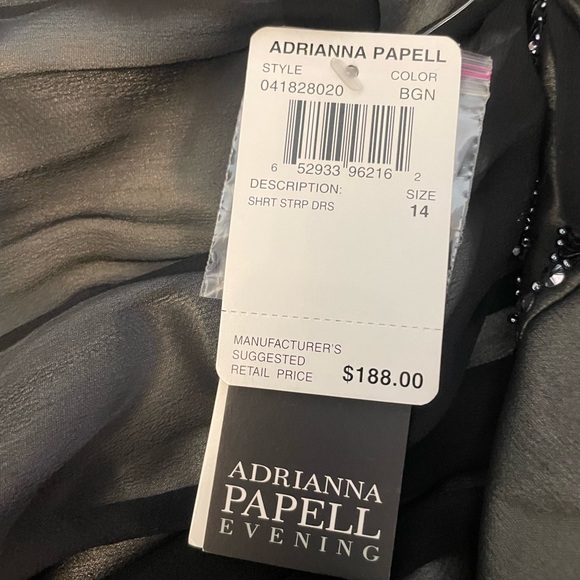 ADRIANNA PAPELL
STYLE COLOR
041828020 BGN
6 52933 96216 2
DESCRIPTION: SIZE
SHRT STRP DRS 14
MANUFACTURER'S
SUGGESTED
RETAIL PRICE $188.00
ADRIANNA
PAPELL
EVENING